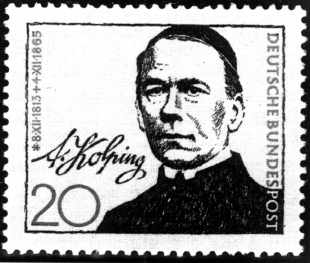 *8·XII·1813++4·XII·1865
A. Kolping
20
DEUTSCHE BUNDESPOST